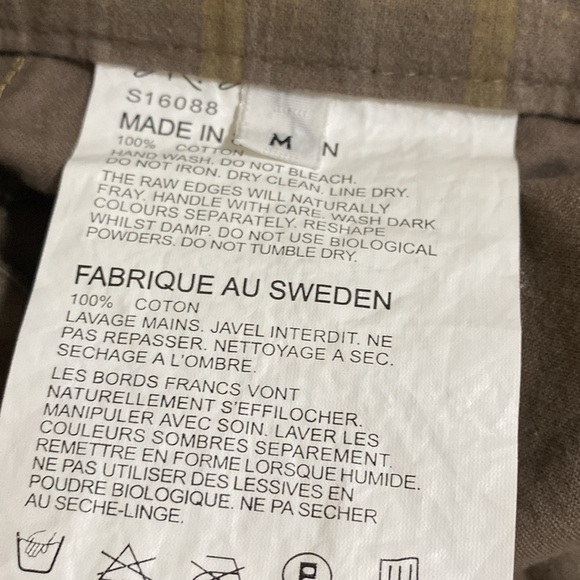 S16088
M
MADE IN N
100% COTTON
HAND WASH. DO NOT BLEACH.
DO NOT IRON. DRY CLEAN. LINE DRY.
THE RAW EDGES WILL NATURALLY
FRAY. HANDLE WITH CARE. WASH DARK
COLOURS SEPARATELY. RESHAPE
WHILST DAMP. DO NOT USE BIOLOGICAL
POWDERS. DO NOT TUMBLE DRY.
FABRIQUE AU SWEDEN
100% COTON
LAVAGE MAINS. JAVEL INTERDIT. NE
PAS REPASSER. NETTOYAGE A SEC.
SECHAGE A L'OMBRE.
LES BORDS FRANCS VONT
NATURELLEMENT S'EFFILOCHER.
MANIPULER AVEC SOIN. LAVER LES
COULEURS SOMBRES SEPAREMENT.
REMETTRE EN FORME LORSQUE HUMIDE.
NE PAS UTILISER DES LESSIVES EN
POUDRE BIOLOGIQUE. NE PA SECHER
AU SECHE-LINGE.
P